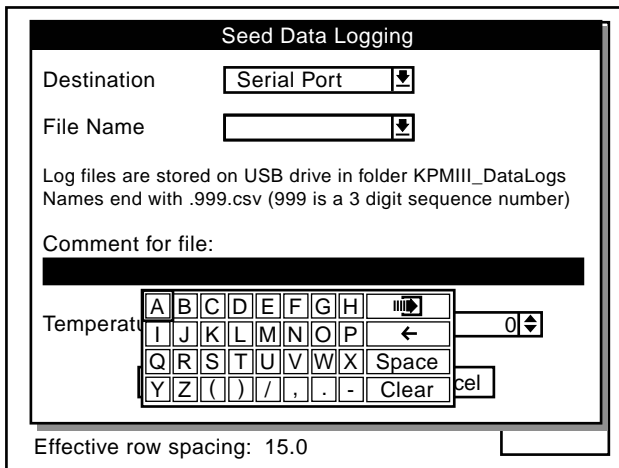 Seed Data Logging
Destination Serial Port
File Name
Log files are stored on USB drive in folder KPMIII_DataLogs
Names end with .999.csv (999 is a 3 digit sequence number)
Comment for file:
A B C D E F G H
Temperatu 0
I J K L M N O P ←
Q R S T U V W X Space
Y Z ( ) / , . - Clear cel
Effective row spacing: 15.0